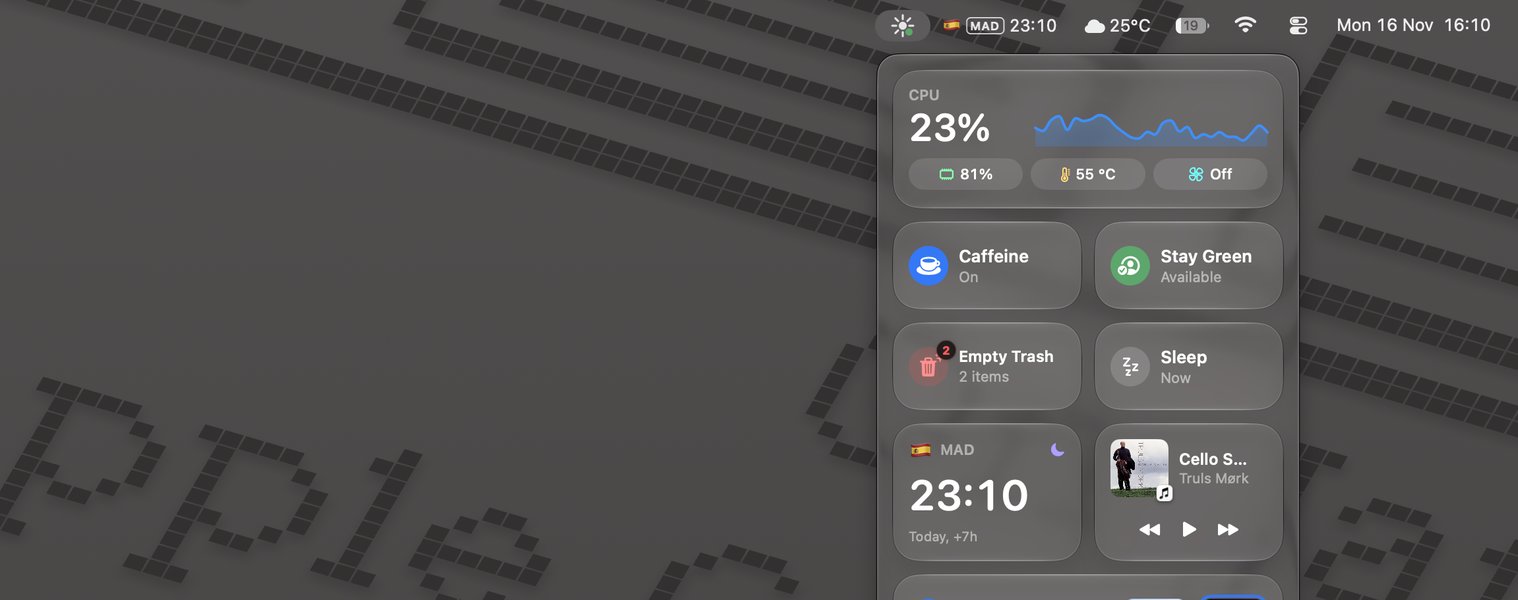 MAD 23:10 25°C 19 Mon 16 Nov 16:10
CPU
23%
81% 55 °C Off
Caffeine
On
Stay Green
Available
2
Empty Trash
2 items
Sleep
Now
MAD
23:10
Today, +7h
Cello S...
Truls Mørk
pple